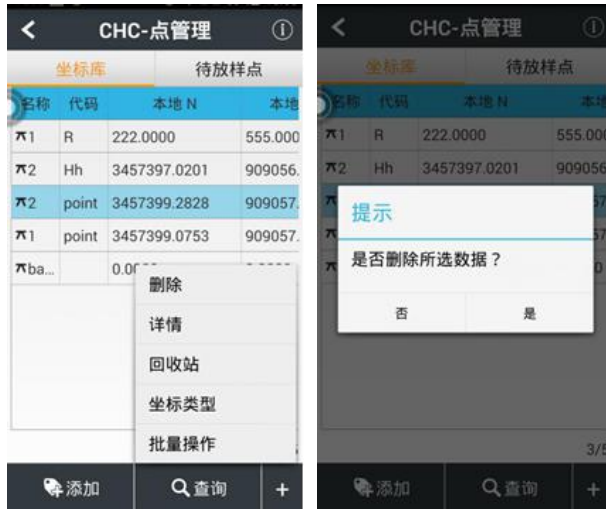 CHC-点管理
坐标库 待放样点
名称 代码 本地 N 本地
1 R 222.0000 555.000
2 Hh 3457397.0201 909056.
2 point 3457399.2828 909057.
1 point 3457399.0753 909057.
ba...
删除
详情
回收站
坐标类型
批量操作
添加 查询 +
CHC-点管理
坐标库 待放样点
名称 代码 本地 N 本地
1 R 222.0000 555.000
2 Hh 3457397.0201 909056
提示
是否删除所选数据？
否 是
3/5
添加 查询 +